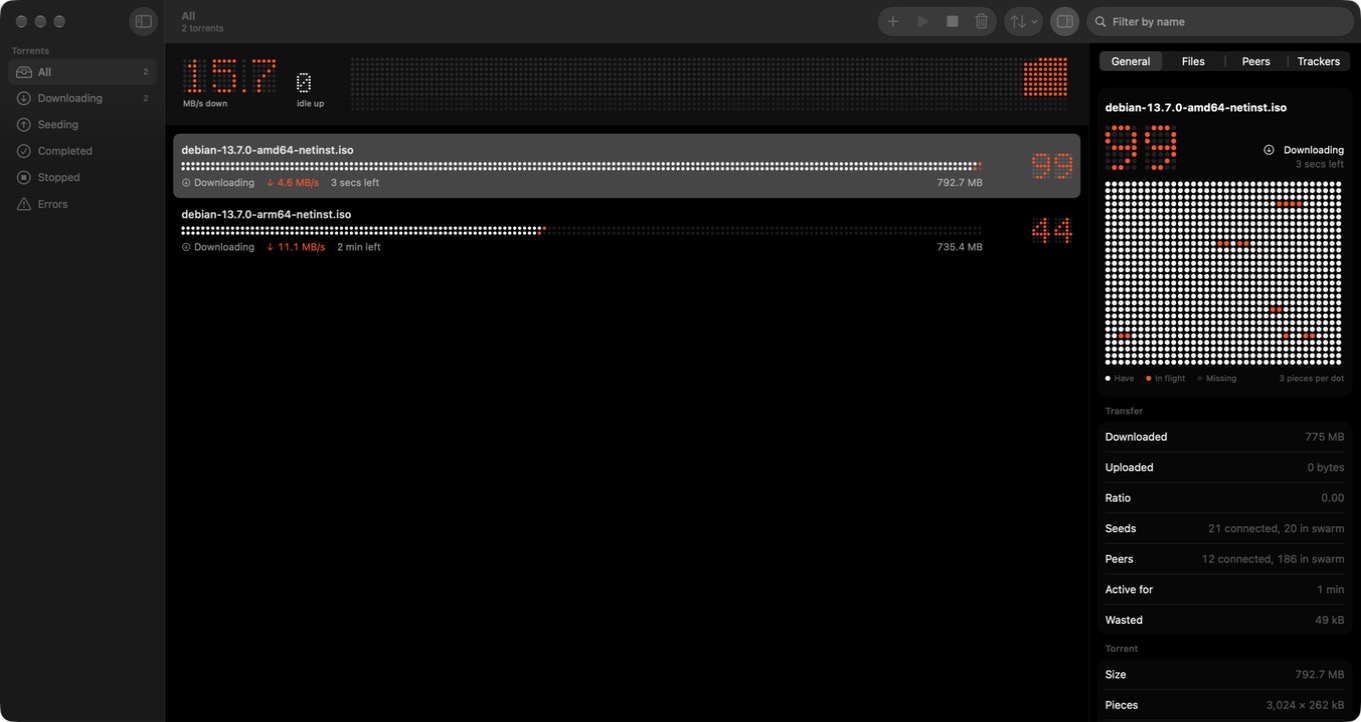 All
2 torrents
Filter by name
Torrents
All 2
Downloading 2
Seeding
Completed
Stopped
Errors
15.7
MB/s down
0
idle up
debian-13.7.0-amd64-netinst.iso
Downloading ↓ 4.6 MB/s 3 secs left 792.7 MB
99
debian-13.7.0-arm64-netinst.iso
Downloading ↓ 11.1 MB/s 2 min left 735.4 MB
44
General Files Peers Trackers
debian-13.7.0-amd64-netinst.iso
99
Downloading
3 secs left
Have In flight Missing 3 pieces per dot
Transfer
Downloaded 775 MB
Uploaded 0 bytes
Ratio 0.00
Seeds 21 connected, 20 in swarm
Peers 12 connected, 186 in swarm
Active for 1 min
Wasted 49 kB
Torrent
Size 792.7 MB
Pieces 3,024 × 262 kB